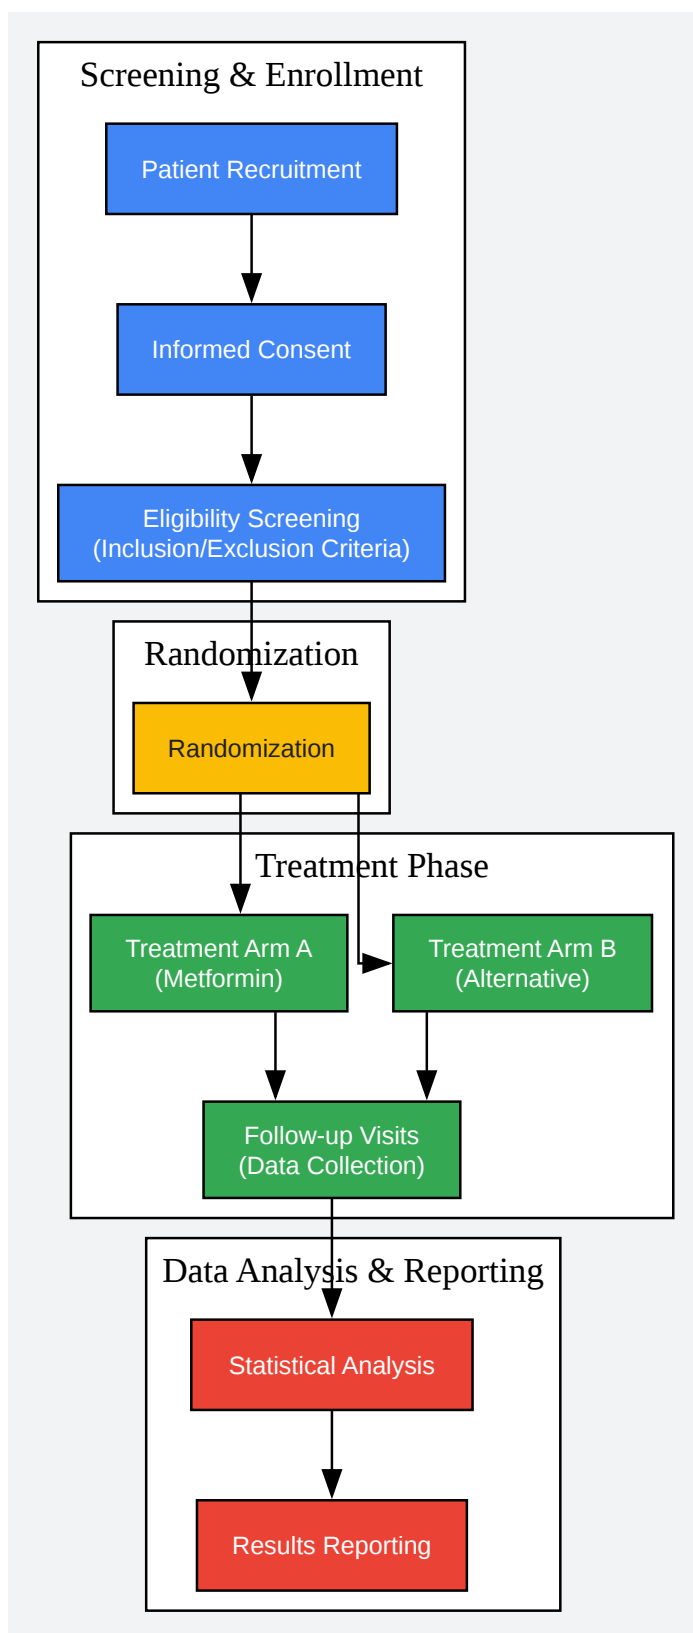 Screening & Enrollment
Patient Recruitment
Informed Consent
Eligibility Screening
(Inclusion/Exclusion Criteria)
Randomization
Randomization
Treatment Phase
Treatment Arm A
(Metformin)
Treatment Arm B
(Alternative)
Follow-up Visits
(Data Collection)
Data Analysis & Reporting
Statistical Analysis
Results Reporting